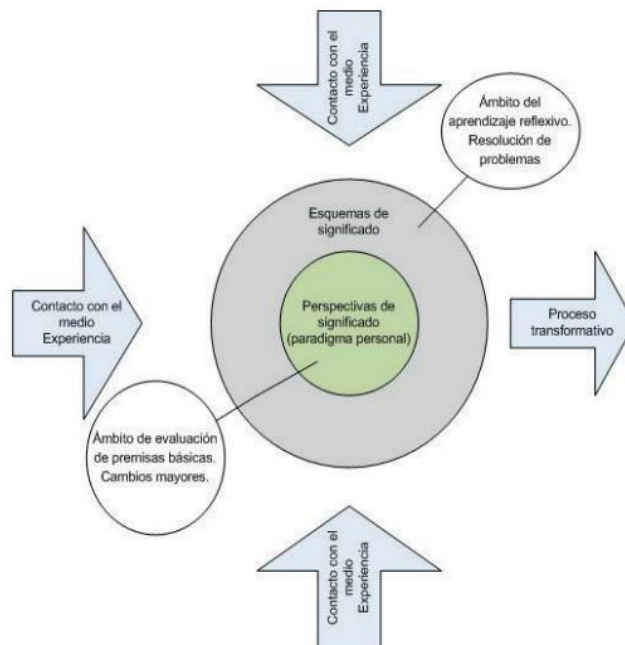 Contacto con el
medio
Experiencia
Ámbito del
aprendizaje reflexivo.
Resolución de
problemas
Esquemas de
significado
Perspectivas de
significado
(paradigma personal)
Contacto con el
medio
Experiencia
Proceso
transformativo
Ámbito de evaluación
de premisas básicas.
Cambios mayores.
Contacto con el
medio
Experiencia